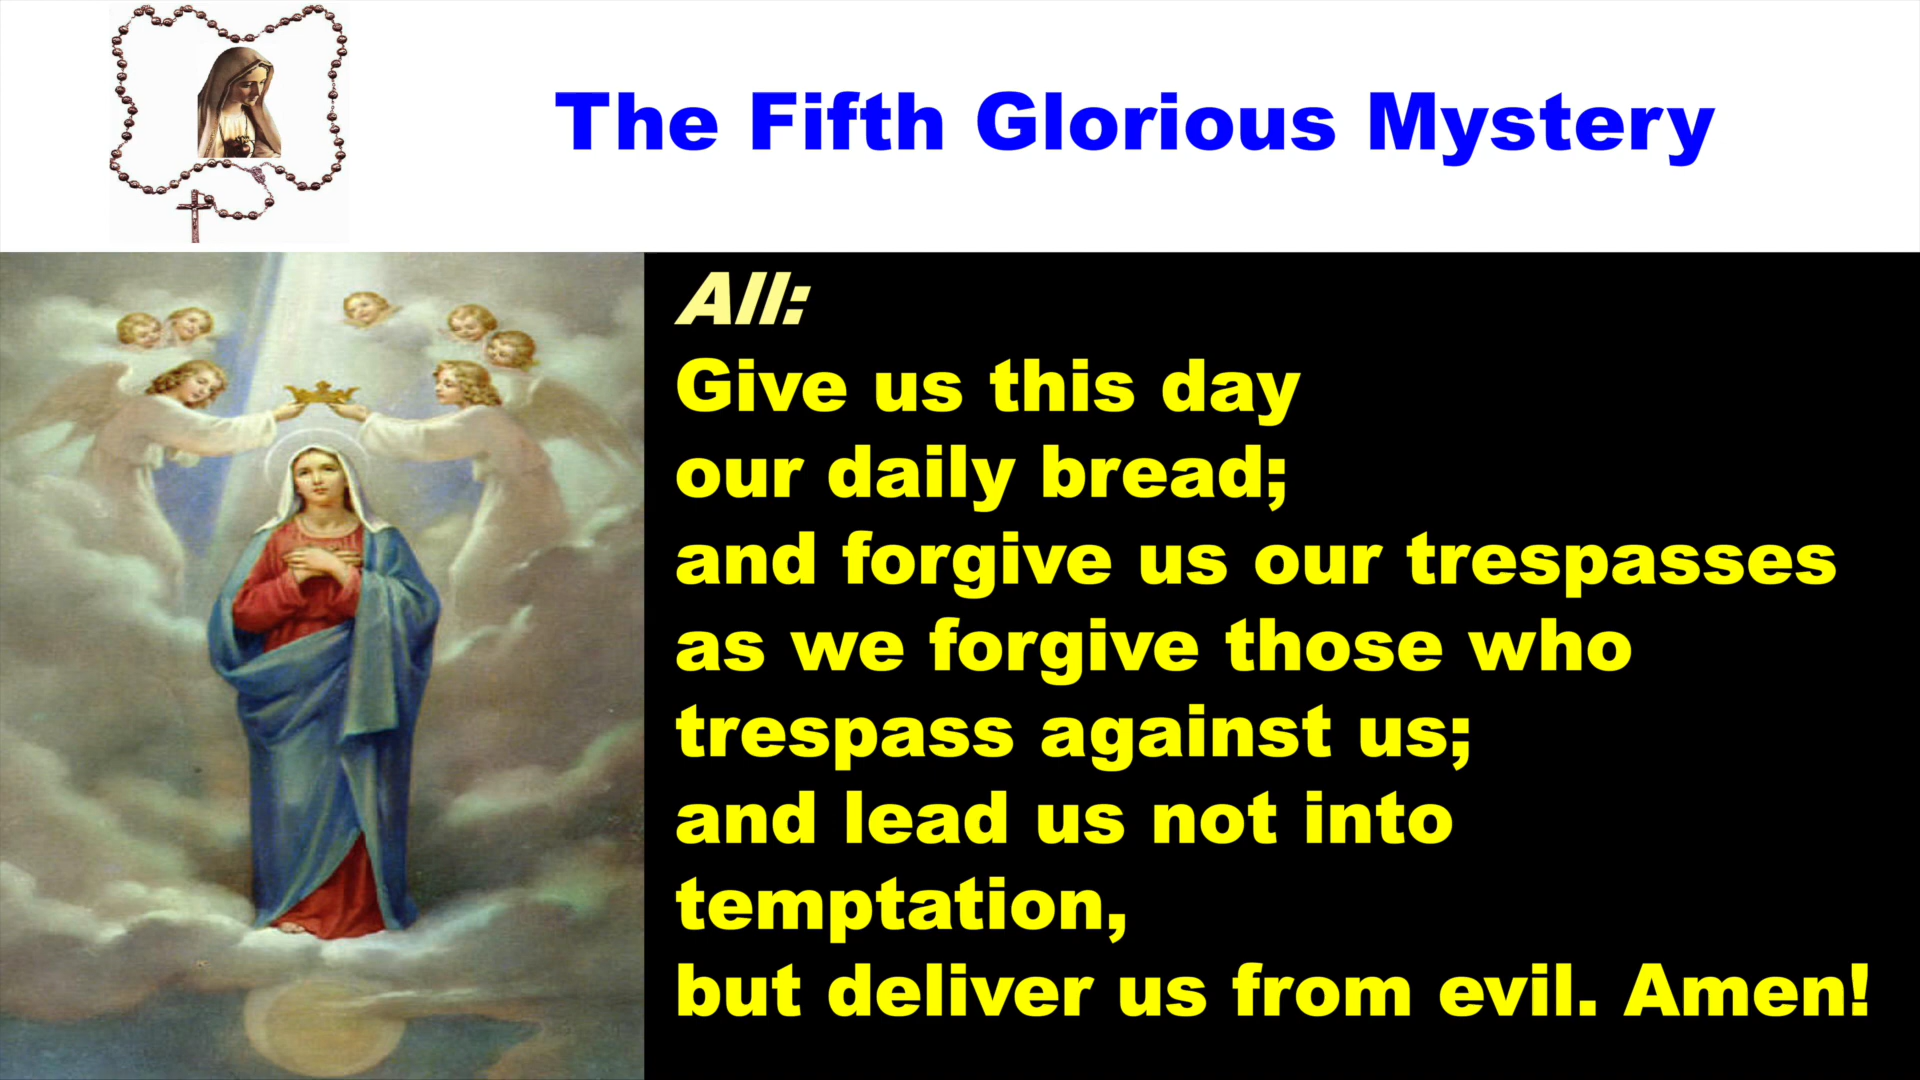 The Fifth Glorious Mystery
All:
Give us this day
our daily bread;
and forgive us our trespasses
as we forgive those who
trespass against us;
and lead us not into
temptation,
but deliver us from evil. Amen!